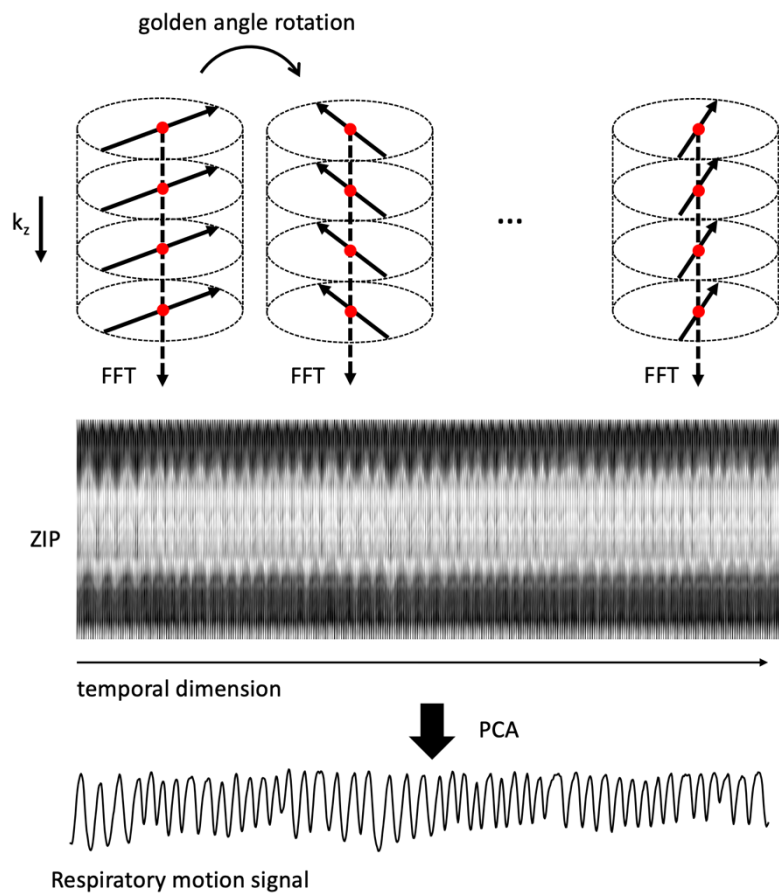 golden angle rotation
kz
...
FFT
FFT
FFT
ZIP
temporal dimension
PCA
Respiratory motion signal